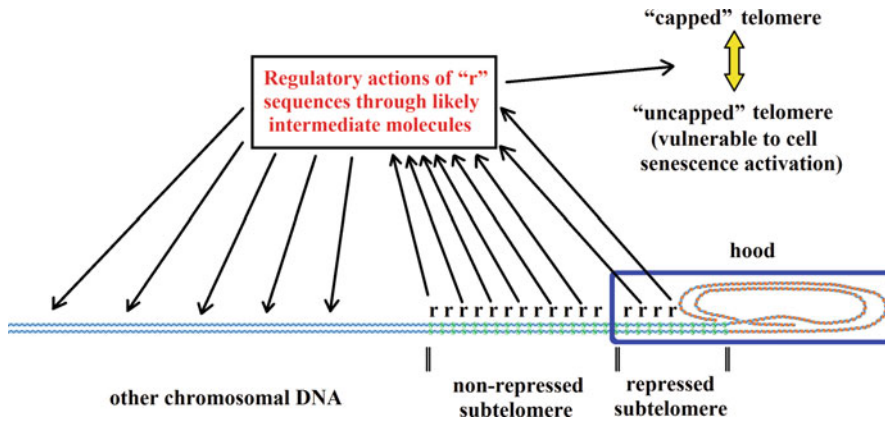 “capped” telomere
Regulatory actions of “r”
sequences through likely
intermediate molecules
“uncapped” telomere
(vulnerable to cell
senescence activation)
hood
r r r r r r r r r r r r r r r r
other chromosomal DNA
non-repressed
subtelomere
repressed
subtelomere